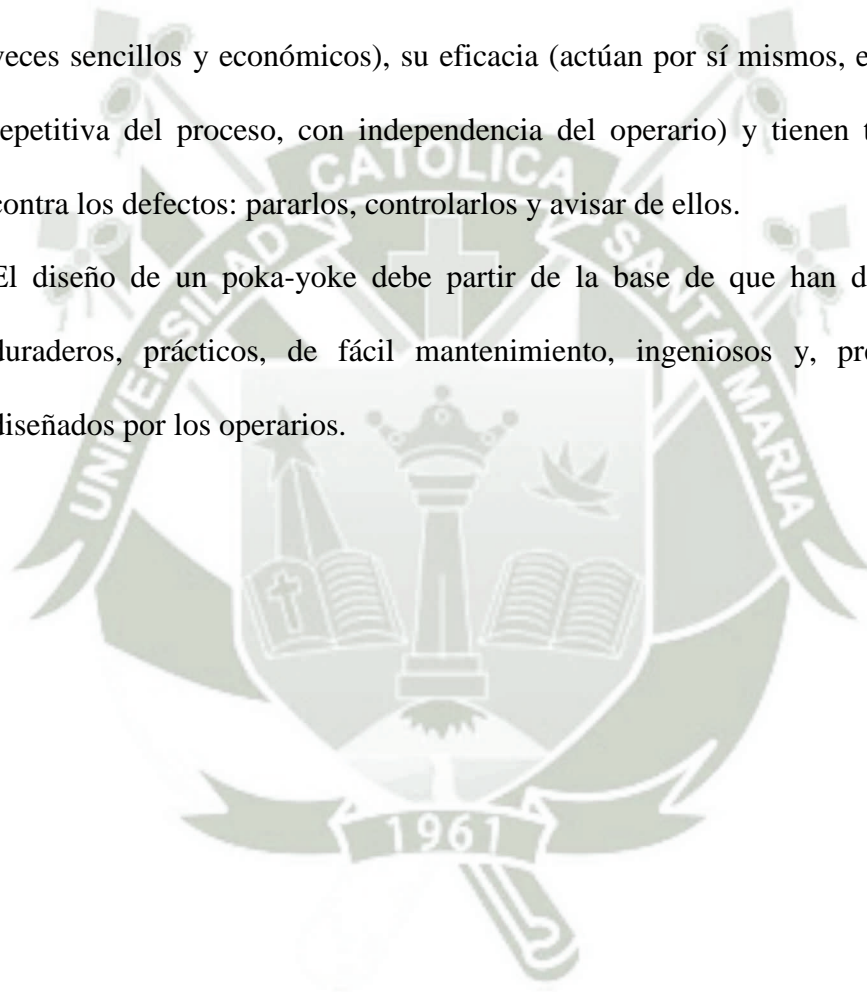 veces sencillos y económicos), su eficacia (actúan por sí mismos, e
repetitiva del proceso, con independencia del operario) y tienen t
contra los defectos: pararlos, controlarlos y avisar de ellos.
El diseño de un poka-yoke debe partir de la base de que han d
duraderos, prácticos, de fácil mantenimiento, ingeniosos y, pr
diseñados por los operarios.
UNIVERSIDAD CATOLICA SANTA MARIA
1961